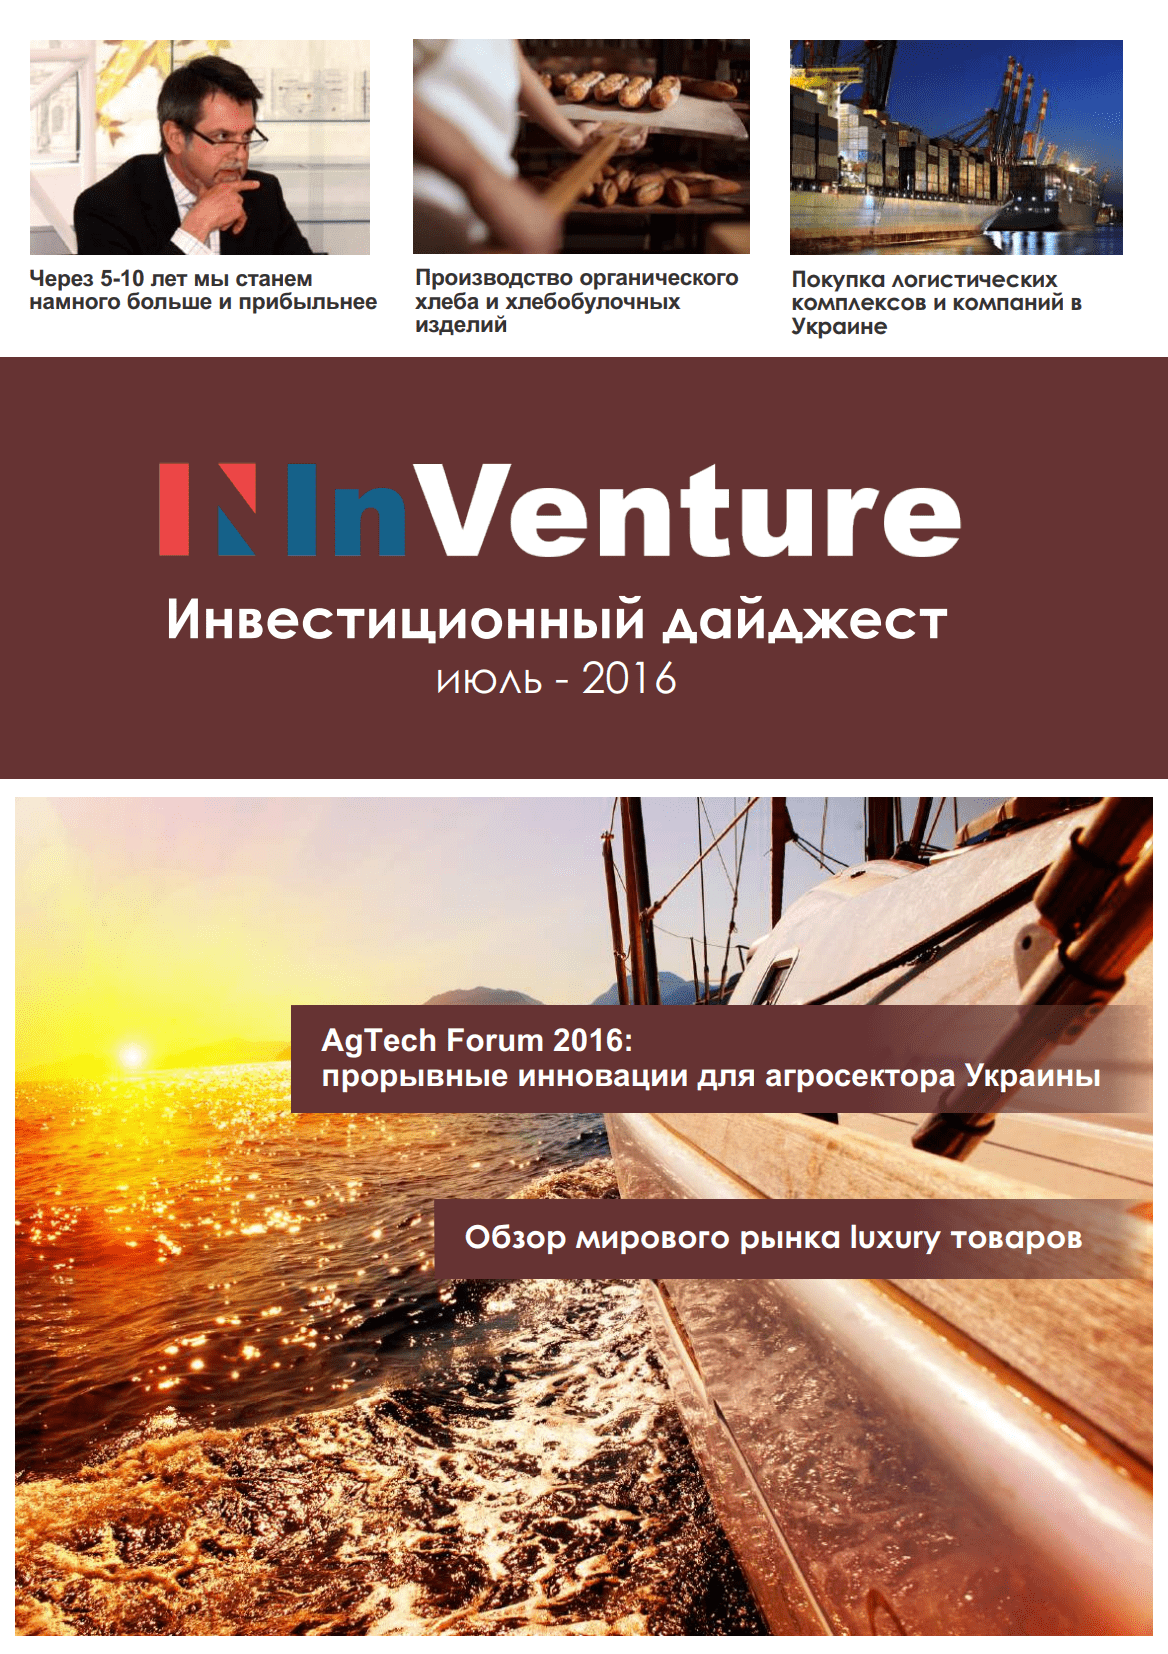 Через 5-10 лет мы станем
намного больше и прибыльнее
Производство органического
хлеба и хлебобулочных
изделий
Покупка логистических
комплексов и компаний в
Украине
InVenture
Инвестиционный дайджест
июль - 2016
AgTech Forum 2016:
прорывные инновации для агросектора Украины
Обзор мирового рынка luxury товаров